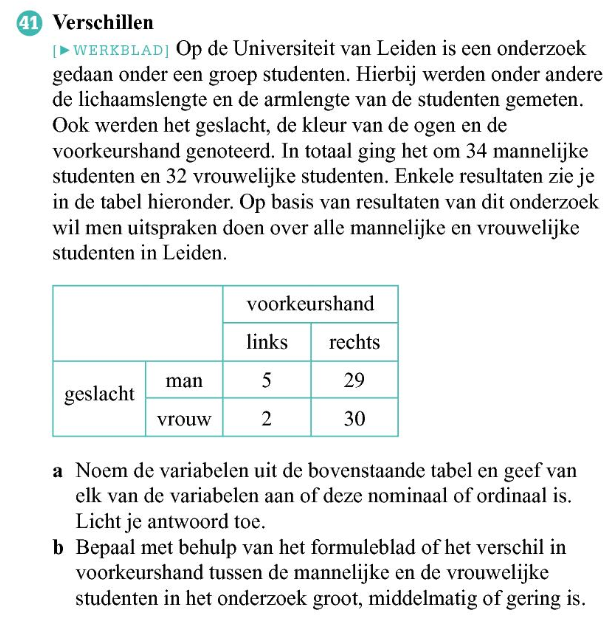 41 Verschillen
[►WERKBLAD] Op de Universiteit van Leiden is een onderzoek
gedaan onder een groep studenten. Hierbij werden onder andere
de lichaamslengte en de armlengte van de studenten gemeten.
Ook werden het geslacht, de kleur van de ogen en de
voorkeurshand genoteerd. In totaal ging het om 34 mannelijke
studenten en 32 vrouwelijke studenten. Enkele resultaten zie je
in de tabel hieronder. Op basis van resultaten van dit onderzoek
wil men uitspraken doen over alle mannelijke en vrouwelijke
studenten in Leiden.
voorkeurshand
links rechts
geslacht man 5 29
vrouw 2 30
a Noem de variabelen uit de bovenstaande tabel en geef van
elk van de variabelen aan of deze nominaal of ordinaal is.
Licht je antwoord toe.
b Bepaal met behulp van het formuleblad of het verschil in
voorkeurshand tussen de mannelijke en de vrouwelijke
studenten in het onderzoek groot, middelmatig of gering is.